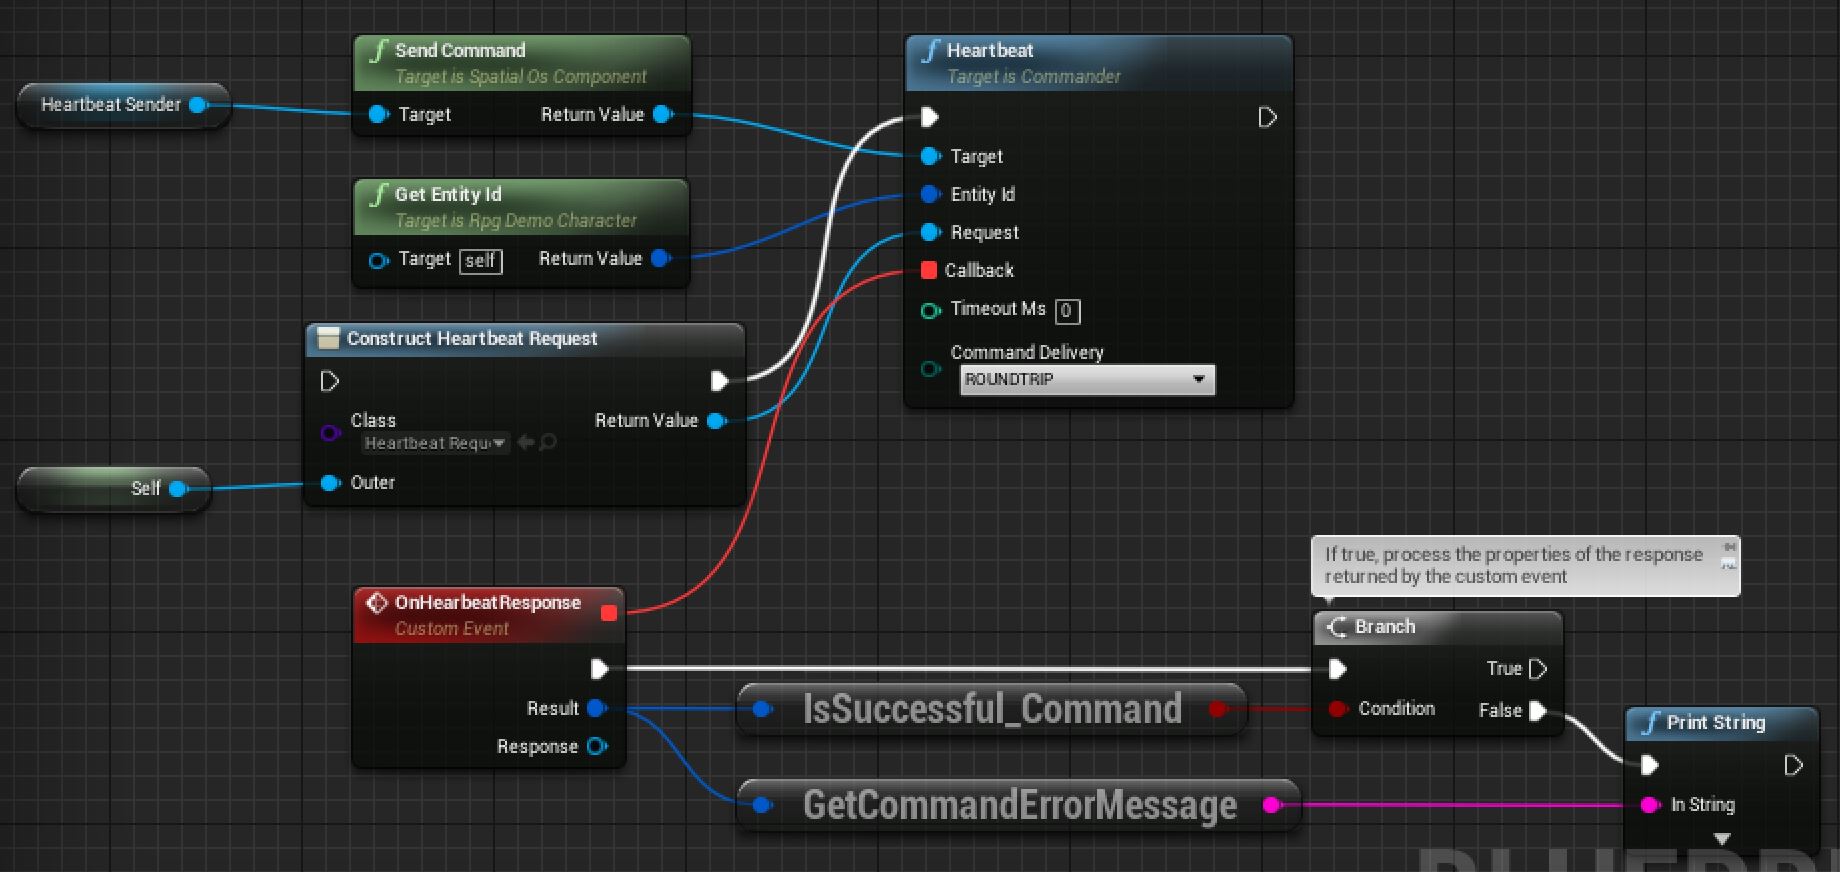 Heartbeat Sender
Send Command
Target is Spatial Os Component
Target
Return Value
Get Entity Id
Target is Rpg Demo Character
Target self
Return Value
Heartbeat
Target is Commander
Target
Entity Id
Request
Callback
Timeout Ms 0
Command Delivery
ROUNDTRIP
Construct Heartbeat Request
Class
Heartbeat Requ
Return Value
Outer
Self
OnHearbeatResponse
Custom Event
Result
Response
IsSuccessful_Command
GetCommandErrorMessage
If true, process the properties of the response
returned by the custom event
Branch
True
Condition
False
Print String
In String